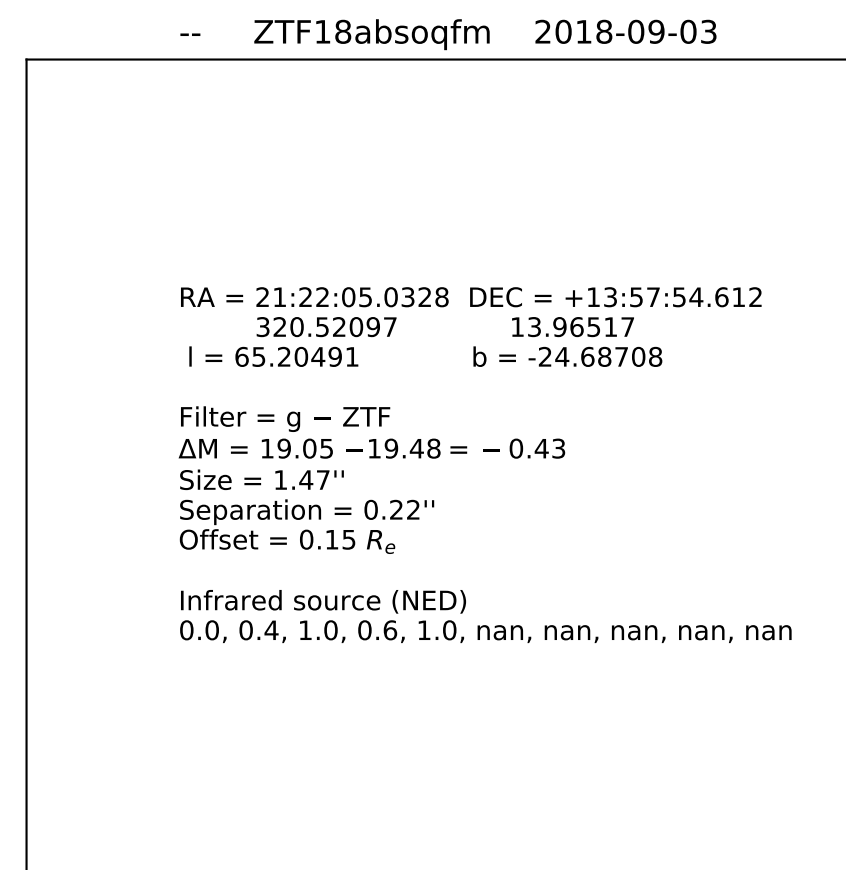 -- ZTF18absoqfm 2018-09-03
RA = 21:22:05.0328 DEC = +13:57:54.612
320.52097 13.96517
l = 65.20491 b = -24.68708
Filter = g − ZTF
ΔM = 19.05 −19.48 = − 0.43
Size = 1.47''
Separation = 0.22''
Offset = 0.15 Rₑ
Infrared source (NED)
0.0, 0.4, 1.0, 0.6, 1.0, nan, nan, nan, nan, nan